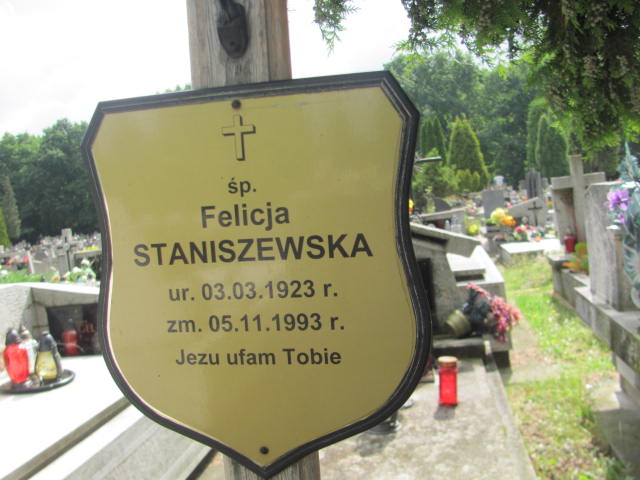 śp.
Felicja
STANISZEWSKA
ur. 03.03.1923 r.
zm. 05.11.1993 r.
Jezu ufam Tobie